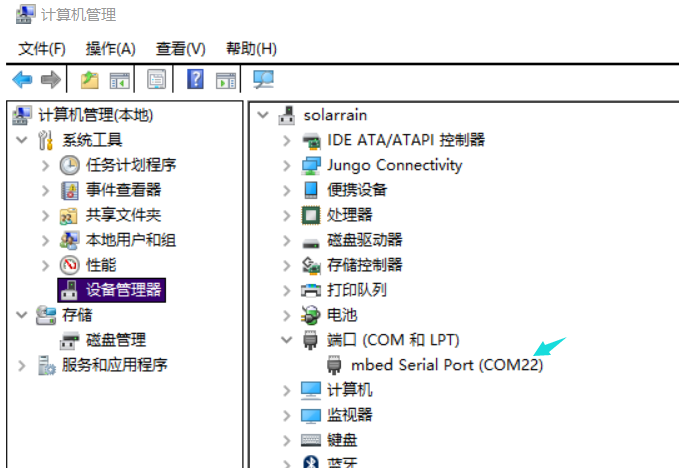 计算机管理
文件(F) 操作(A) 查看(V) 帮助(H)
计算机管理(本地)
系统工具
任务计划程序
事件查看器
共享文件夹
本地用户和组
性能
设备管理器
存储
磁盘管理
服务和应用程序
solarrain
IDE ATA/ATAPI 控制器
Jungo Connectivity
便携设备
处理器
磁盘驱动器
存储控制器
打印队列
电池
端口 (COM 和 LPT)
mbed Serial Port (COM22)
计算机
监视器
键盘
蓝牙